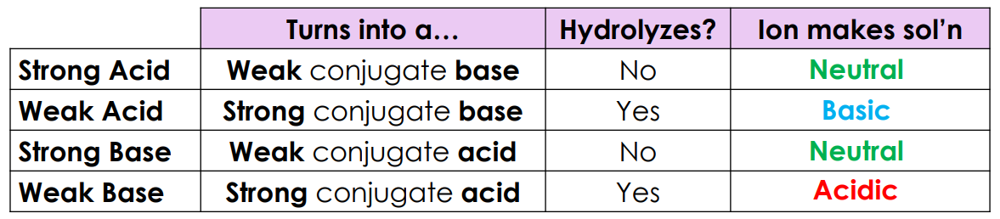 Turns into a… Hydrolyzes? Ion makes sol’n
Strong Acid Weak conjugate base No Neutral
Weak Acid Strong conjugate base Yes Basic
Strong Base Weak conjugate acid No Neutral
Weak Base Strong conjugate acid Yes Acidic